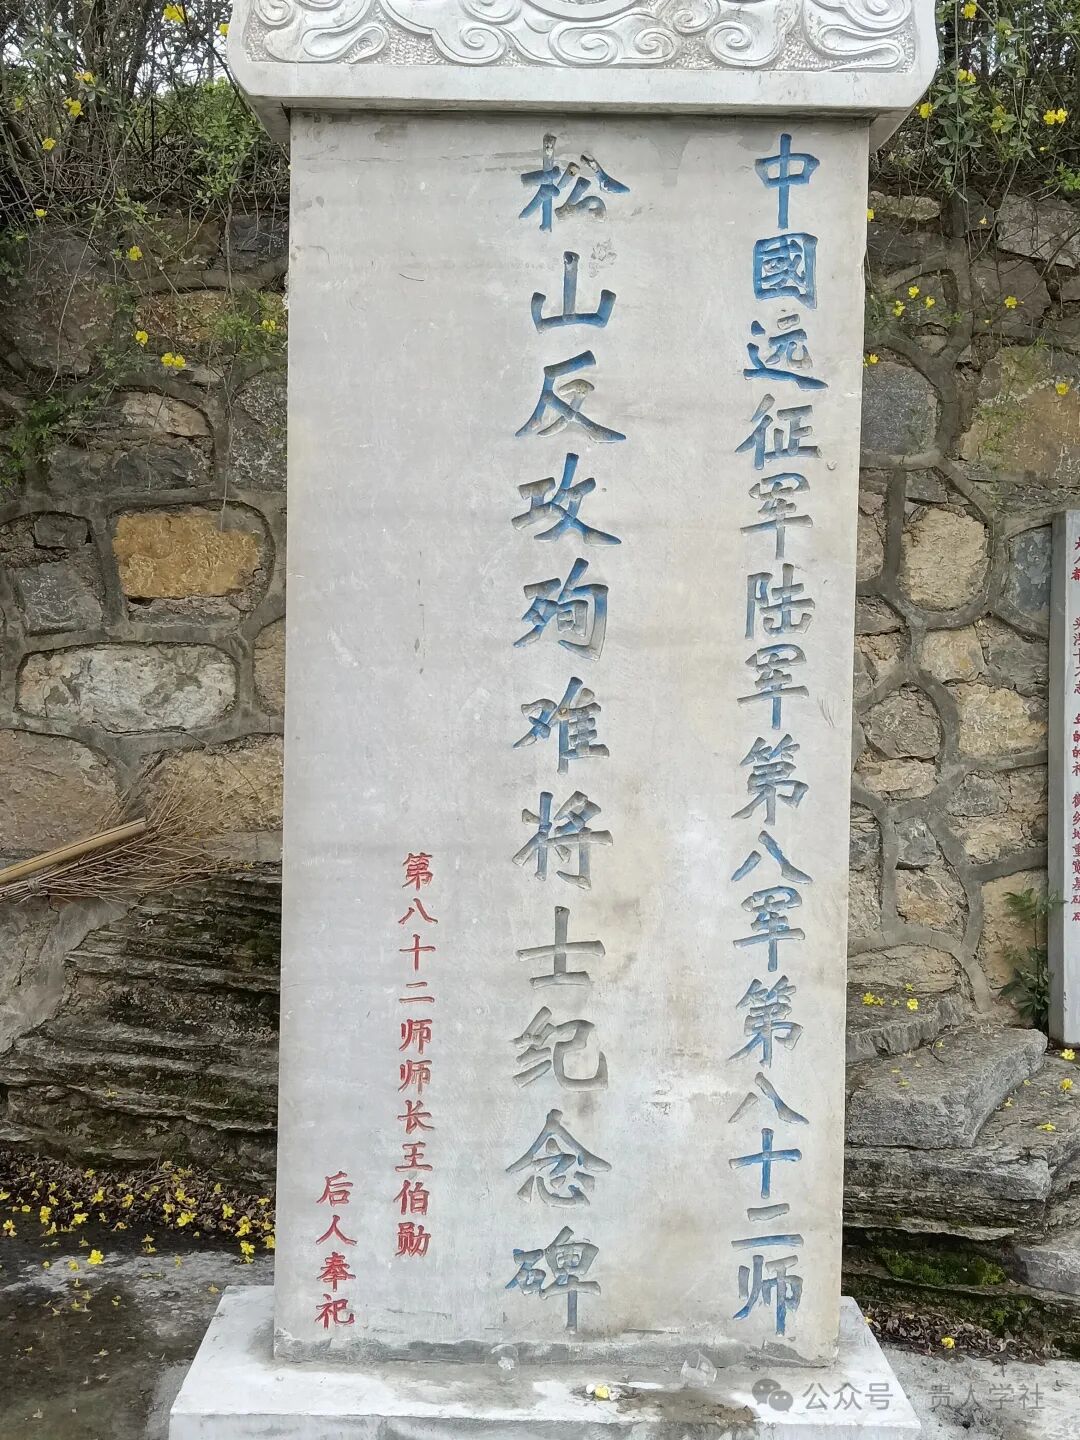 中國远征军陆军第八军第八十二师
松山反攻殉难将士纪念碑
第八十二师师长王伯勋
后人奉祀
公众号·贵人学社